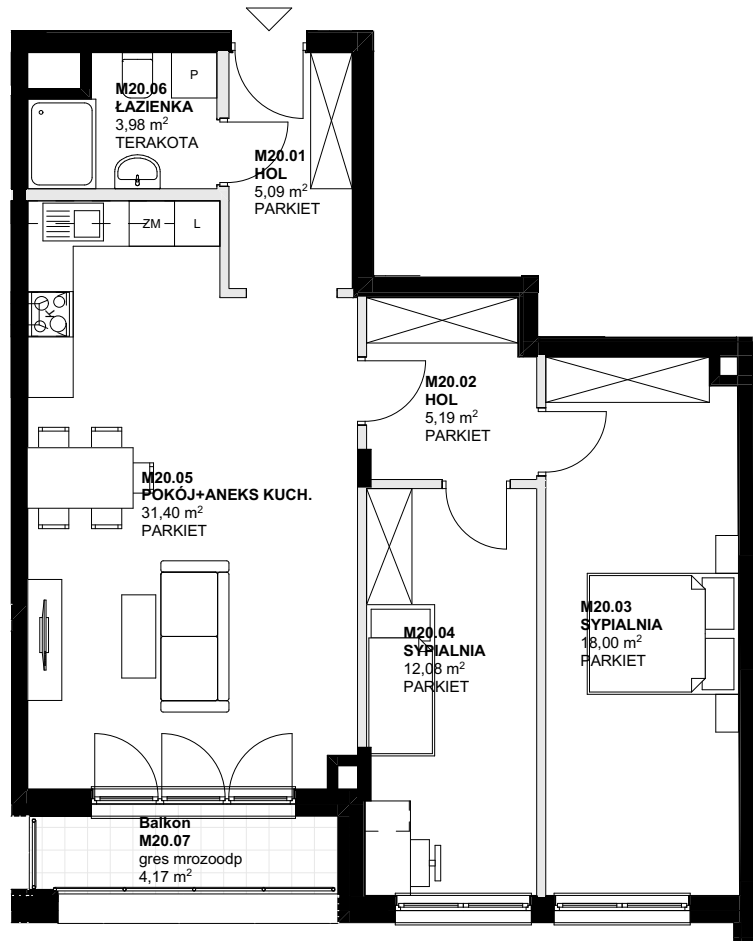 P
M20.06
ŁAZIENKA
3,98 m²
TERAKOTA
M20.01
HOL
5,09 m²
PARKIET
ZM
L
K
M20.02
HOL
5,19 m²
PARKIET
M20.05
POKÓJ+ANEKS KUCH.
31,40 m²
PARKIET
M20.03
SYPIALNIA
18,00 m²
PARKIET
M20.04
SYPIALNIA
12,08 m²
PARKIET
Balkon
M20.07
gres mrozoodp
4,17 m²